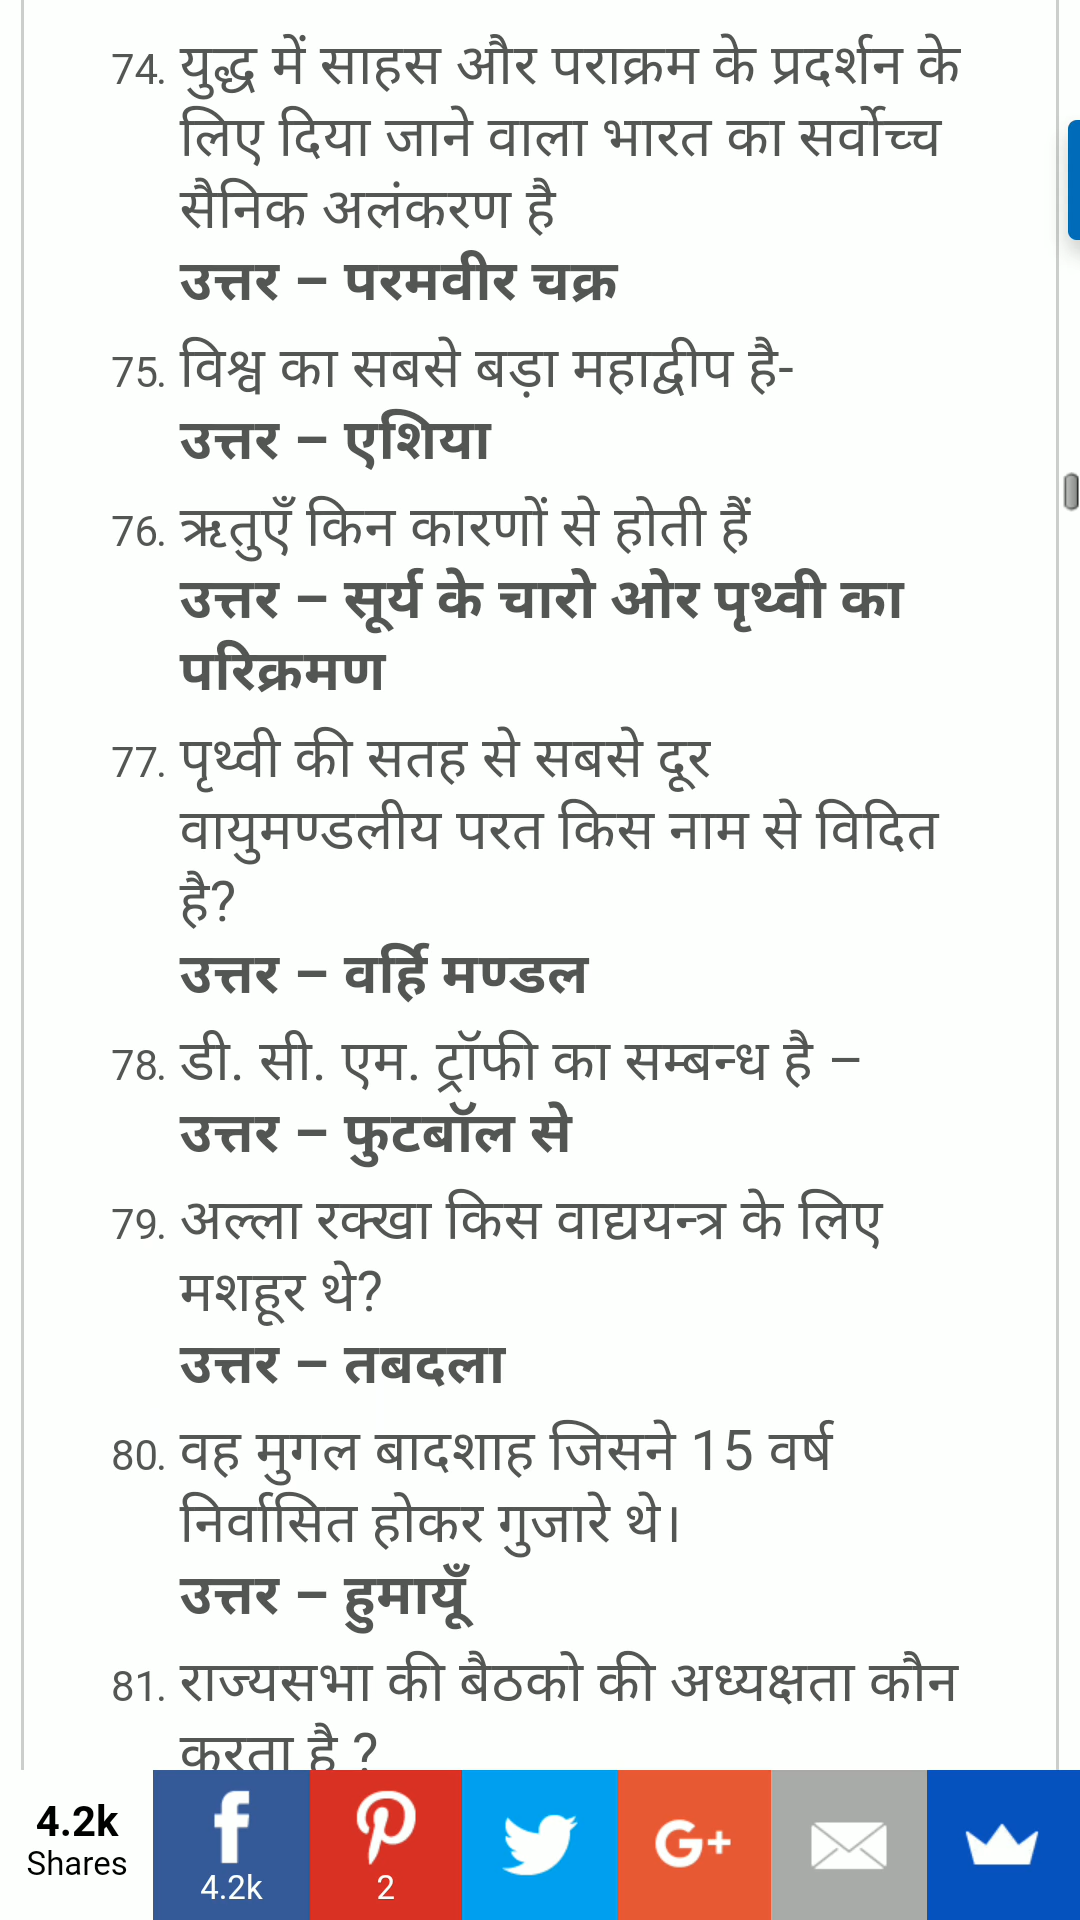 74. युद्ध में साहस और पराक्रम के प्रदर्शन के
लिए दिया जाने वाला भारत का सर्वोच्च
सैनिक अलंकरण है
उत्तर – परमवीर चक्र
75. विश्व का सबसे बड़ा महाद्वीप है-
उत्तर – एशिया
76. ऋतुएँ किन कारणों से होती हैं
उत्तर – सूर्य के चारो ओर पृथ्वी का
परिक्रमण
77. पृथ्वी की सतह से सबसे दूर
वायुमण्डलीय परत किस नाम से विदित
है?
उत्तर – वर्हि मण्डल
78. डी. सी. एम. ट्रॉफी का सम्बन्ध है –
उत्तर – फुटबॉल से
79. अल्ला रक्खा किस वाद्ययन्त्र के लिए
मशहूर थे?
उत्तर – तबदला
80. वह मुगल बादशाह जिसने 15 वर्ष
निर्वासित होकर गुजारे थे।
उत्तर – हुमायूँ
81. राज्यसभा की बैठको की अध्यक्षता कौन
करता है ?
4.2k
Shares
4.2k
2
G+